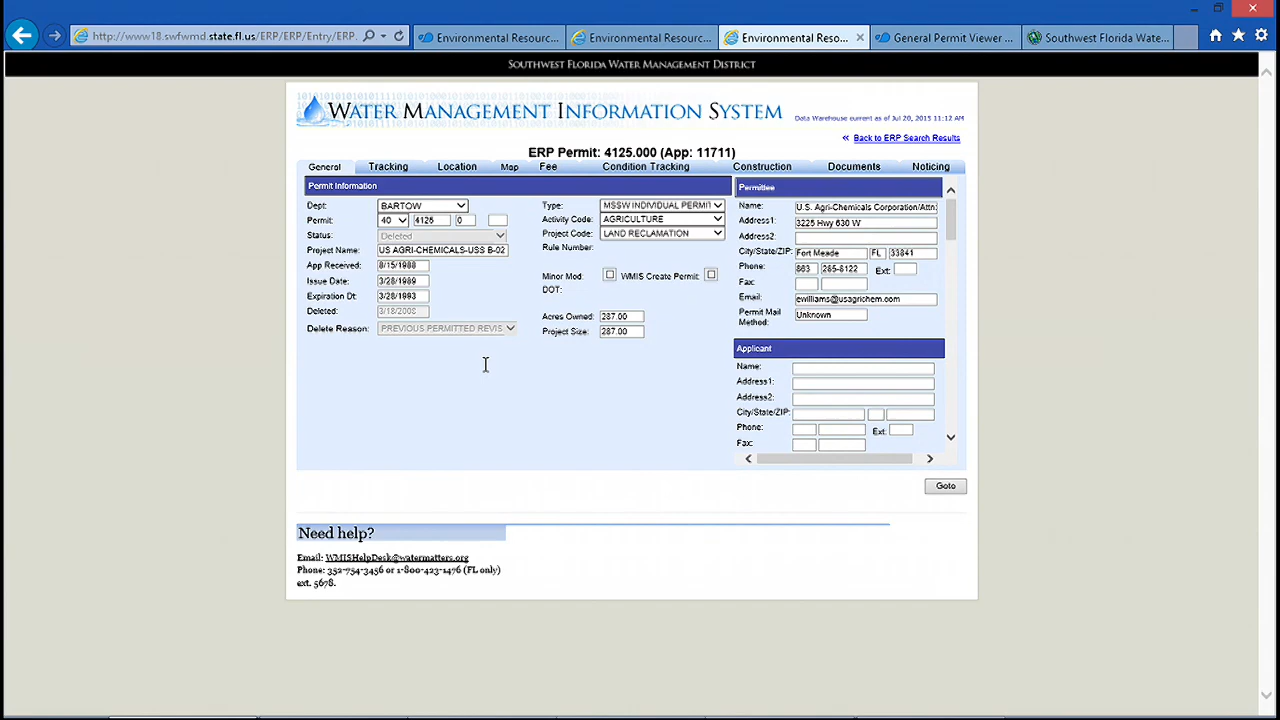 http://www18.swfwmd.state.fl.us/ERP/ERP/Entry/ERP.
Environmental Resourc...
Environmental Resourc...
Environmental Reso...
General Permit Viewer ...
Southwest Florida Wate...
SOUTHWEST FLORIDA WATER MANAGEMENT DISTRICT
WATER MANAGEMENT INFORMATION SYSTEM
Data Warehouse current as of Jul 20, 2015 11:12 AM
« Back to ERP Search Results
ERP Permit: 4125.000 (App: 11711)
General Tracking Location Map Fee Condition Tracking Construction Documents Noticing
Permit Information
Dept: BARTOW
Permit: 40 4125 0
Status: Deleted
Project Name: US AGRI-CHEMICALS-USS B-02
App Received: 8/15/1988
Issue Date: 3/28/1989
Expiration Dt: 3/28/1993
Deleted: 3/18/2008
Delete Reason: PREVIOUS PERMITTED REVIS
Type: MSSW INDIVIDUAL PERMIT
Activity Code: AGRICULTURE
Project Code: LAND RECLAMATION
Rule Number:
Minor Mod: WMIS Create Permit:
DOT:
Acres Owned: 287.00
Project Size: 287.00
Permittee
Name: U.S. Agri-Chemicals Corporation/Attn:
Address1: 3225 Hwy 630 W
Address2:
City/State/ZIP: Fort Meade FL 33841
Phone: 863 285-8122 Ext:
Fax:
Email: ewilliams@usagrichem.com
Permit Mail Method: Unknown
Applicant
Name:
Address1:
Address2:
City/State/ZIP:
Phone: Ext:
Fax:
Goto
Need help?
Email: WMISHelpDesk@watermatters.org
Phone: 352-754-3456 or 1-800-423-1476 (FL only)
ext. 5678.